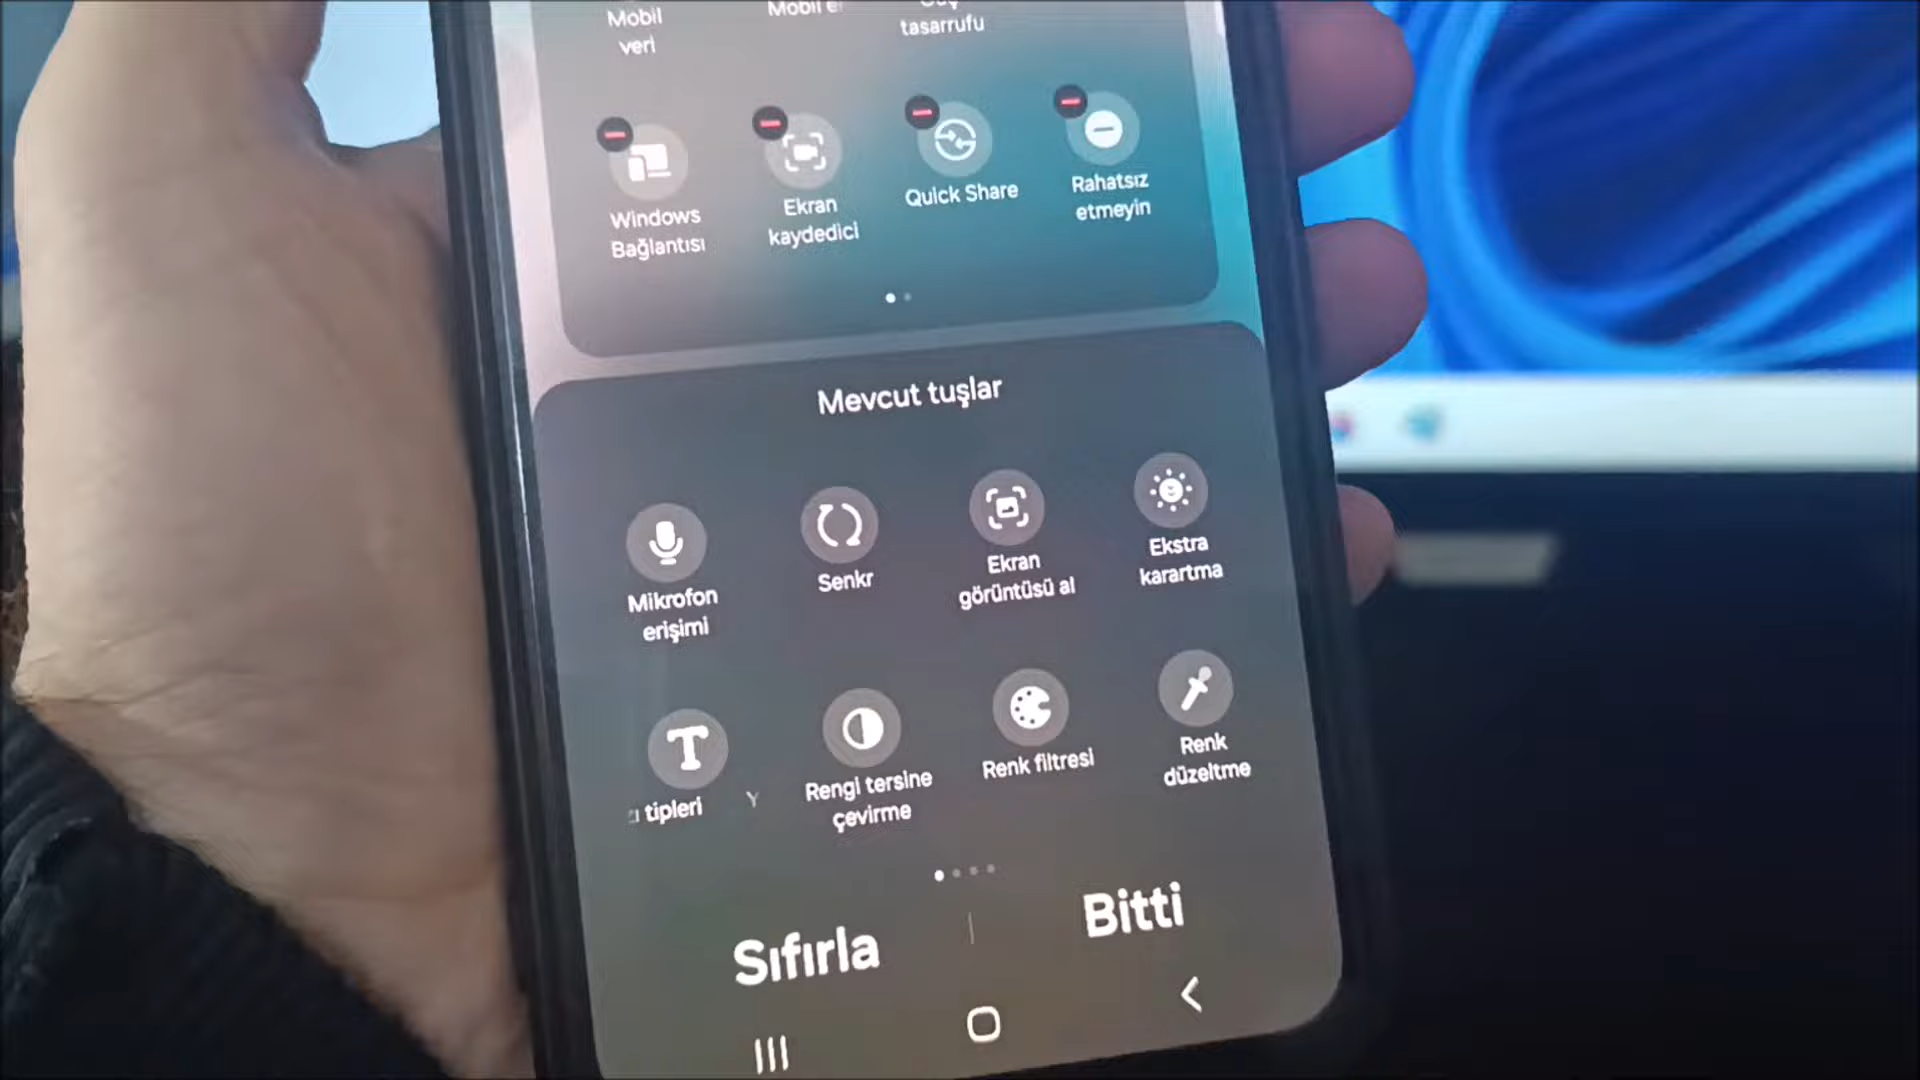 Mobil
veri
Mobil
tasarrufu
Windows
Bağlantısı
Ekran
kaydedici
Quick Share
Rahatsız
etmeyin
Mevcut tuşlar
Mikrofon
erişimi
Senkr
Ekran
görüntüsü al
Ekstra
karartma
tipleri
Y
Rengi tersine
çevirme
Renk filtresi
Renk
düzeltme
Sıfırla
Bitti